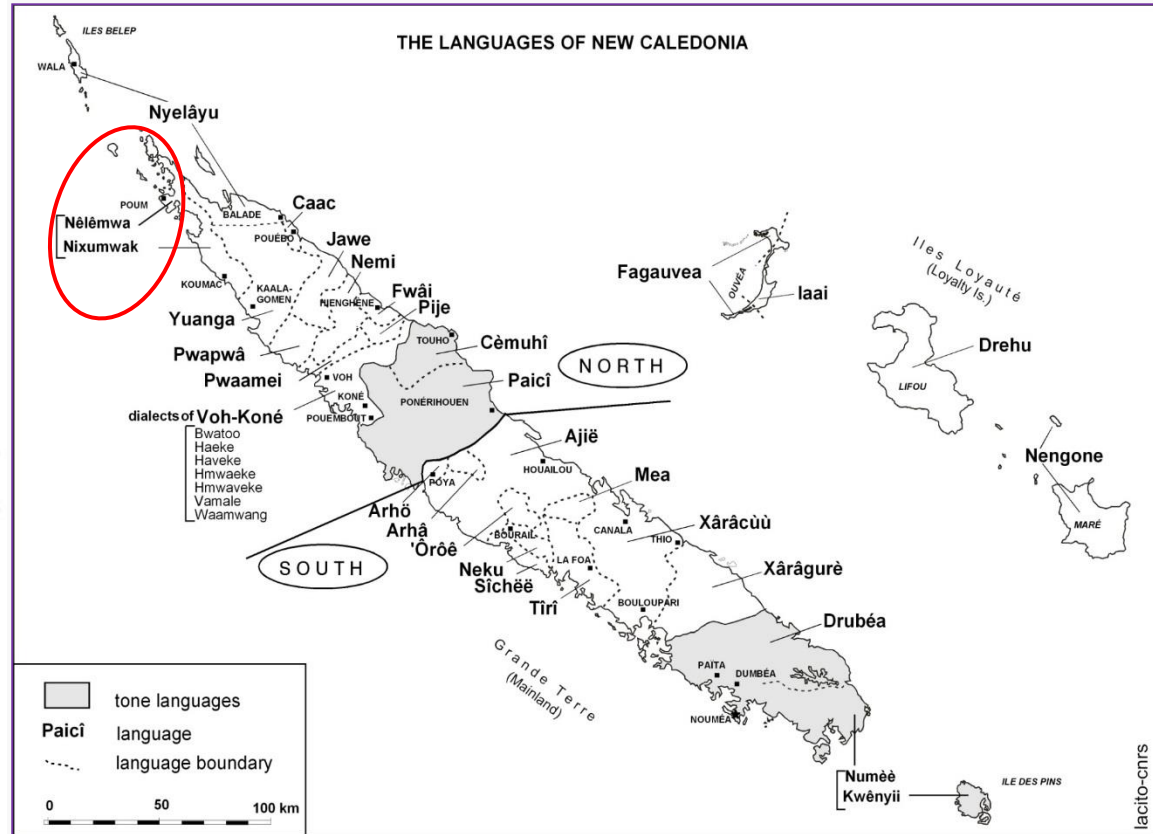 ILES BELEP
THE LANGUAGES OF NEW CALEDONIA
WALA
Nyelâyu
POUM
Nêlêmwa
Nixumwak
BALADE
Caac
POUÉBO
Jawe
Nemi
KOUMAC
KAALA-
GOMEN
HIENGHÈNE
Fwâi
Pije
Yuanga
Pwapwâ
Pwaamei
TOUHO
Cèmuhî
NORTH
VOH
Paicî
KONÉ
PONÉRIHOUEN
dialects of Voh-Koné
POUEMBOUT
Bwatoo
Haeke
Haveke
Hmwaeke
Hmwaveke
Vamale
Waamwang
Fagauvea
OUVÉA
Iaai
Iles Loyauté
(Loyalty Is.)
Drehu
LIFOU
Nengone
MARÉ
Ajië
HOUAILOU
POYA
Mea
Arhö
Arhâ
'Ôrôê
BOURAIL
CANALA
Xârâcùù
THIO
SOUTH
Neku
Sîchëë
LA FOA
Xârâgurè
Tîrî
BOULOUPARI
Drubéa
Grande Terre
(Mainland)
PAÏTA
DUMBÉA
NOUMÉA
Numèè
Kwênyii
ILE DES PINS
tone languages
Paicî language
language boundary
0 50 100 km
lacito-cnrs